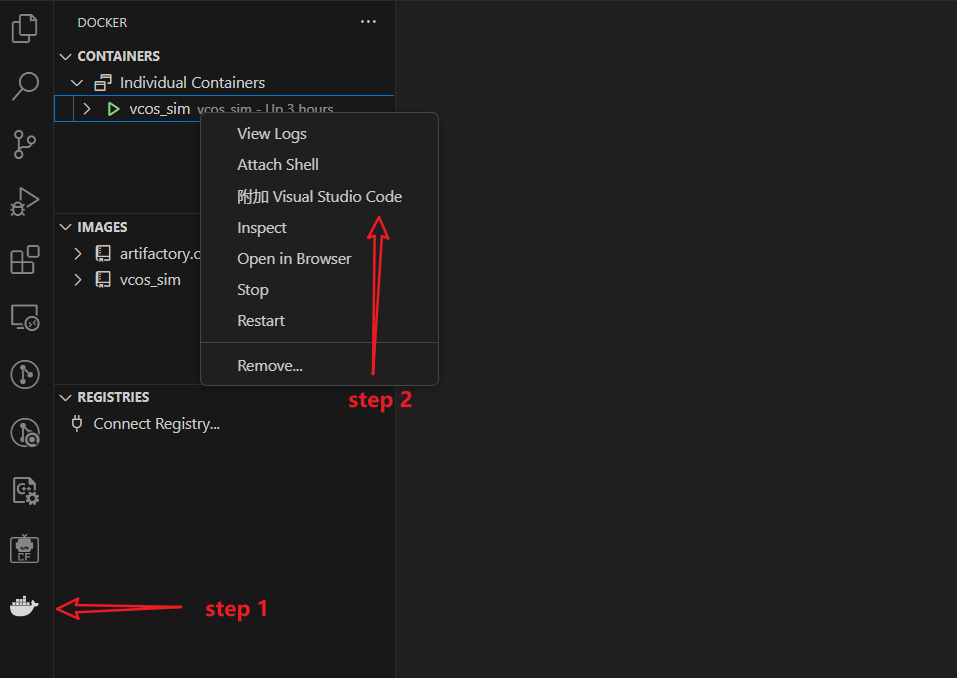 DOCKER
CONTAINERS
Individual Containers
vcos_sim vcos_sim - Up 3 hours
View Logs
Attach Shell
附加 Visual Studio Code
Inspect
Open in Browser
Stop
Restart
Remove...
IMAGES
artifactory.c
vcos_sim
step 2
REGISTRIES
Connect Registry...
C++
CF
step 1